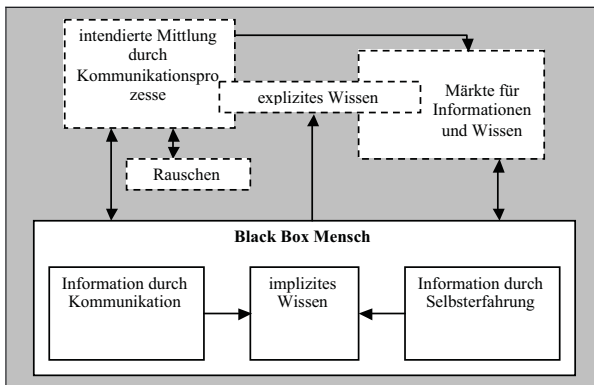 intendierte Mittlung
durch
Kommunikationspro
zesse
explizites Wissen
Märkte für
Informationen
und Wissen
Rauschen
Black Box Mensch
Information durch
Kommunikation
implizites
Wissen
Information durch
Selbsterfahrung